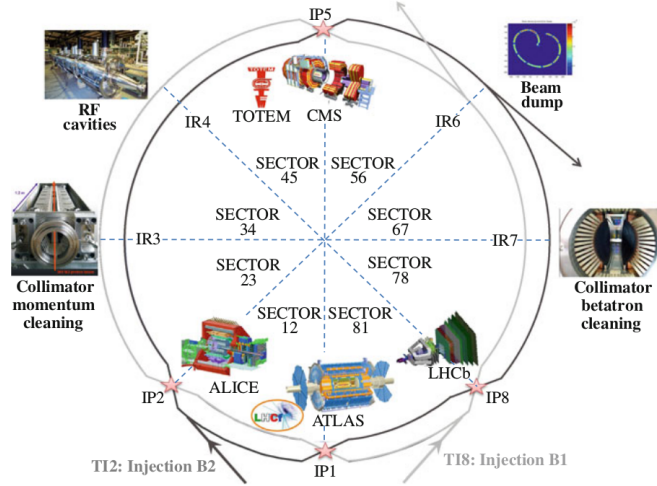 IP5
RF
cavities
IR4
TOTEM
TOTEM
CMS
IR6
Beam
dump
SECTOR
45
SECTOR
56
SECTOR
34
SECTOR
67
IR3
IR7
Collimator
momentum
cleaning
SECTOR
23
SECTOR
78
Collimator
betatron
cleaning
SECTOR
12
SECTOR
81
ALICE
LHCb
IP2
IP8
LHCf
ATLAS
TI2: Injection B2
TI8: Injection B1
IP1